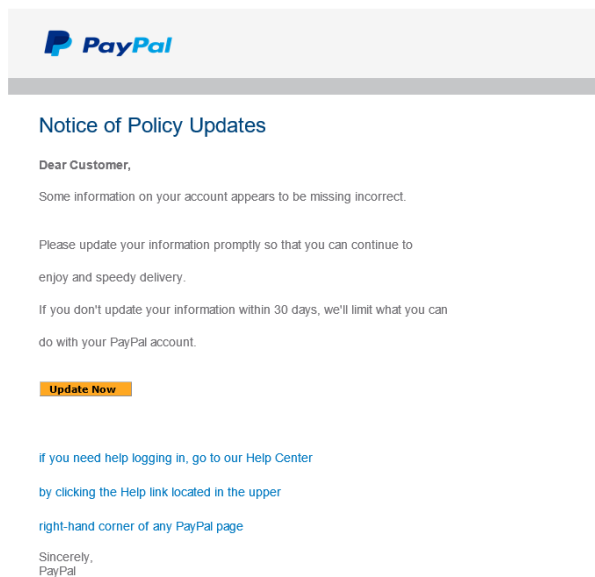 PayPal
Notice of Policy Updates
Dear Customer,
Some information on your account appears to be missing incorrect.
Please update your information promptly so that you can continue to
enjoy and speedy delivery.
If you don't update your information within 30 days, we'll limit what you can
do with your PayPal account.
Update Now
if you need help logging in, go to our Help Center
by clicking the Help link located in the upper
right-hand corner of any PayPal page
Sincerely,
PayPal